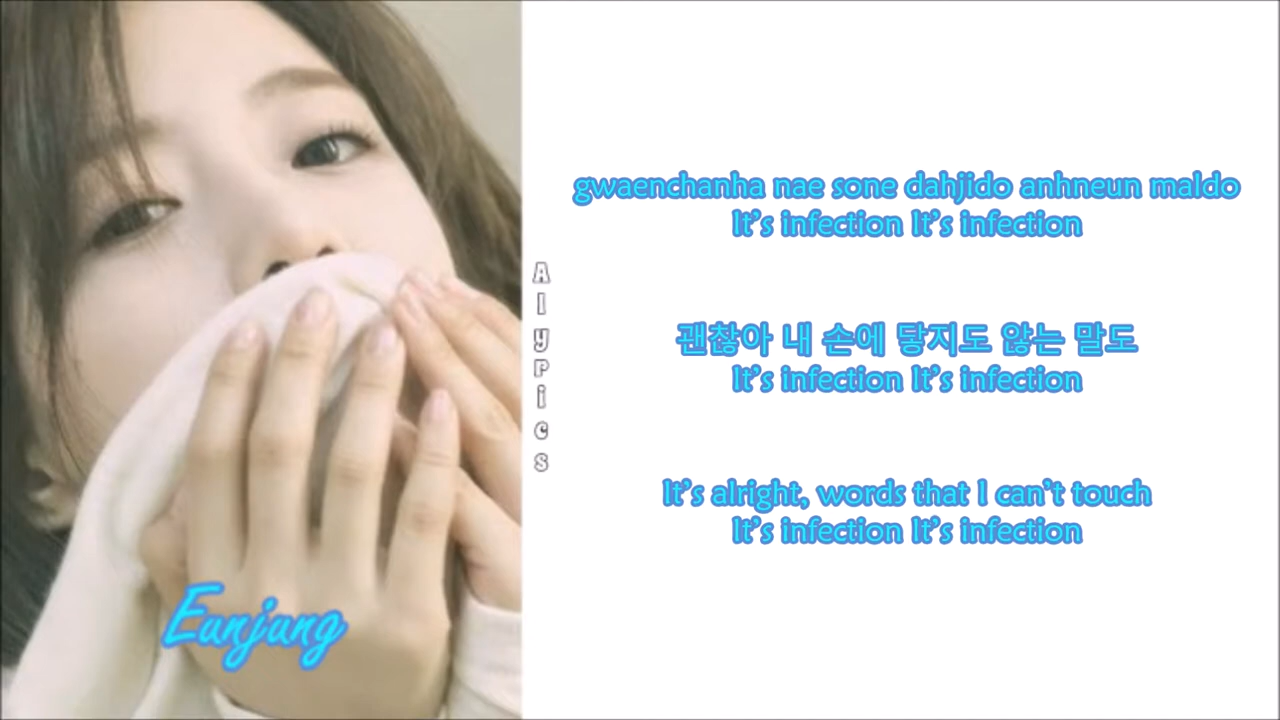 Eunjung
Alyrics
gwaenchanha nae sone dahjido anhneun maldo
It's infection It's infection
괜찮아 내 손에 닿지도 않는 말도
It's infection It's infection
It's alright, words that I can't touch
It's infection It's infection